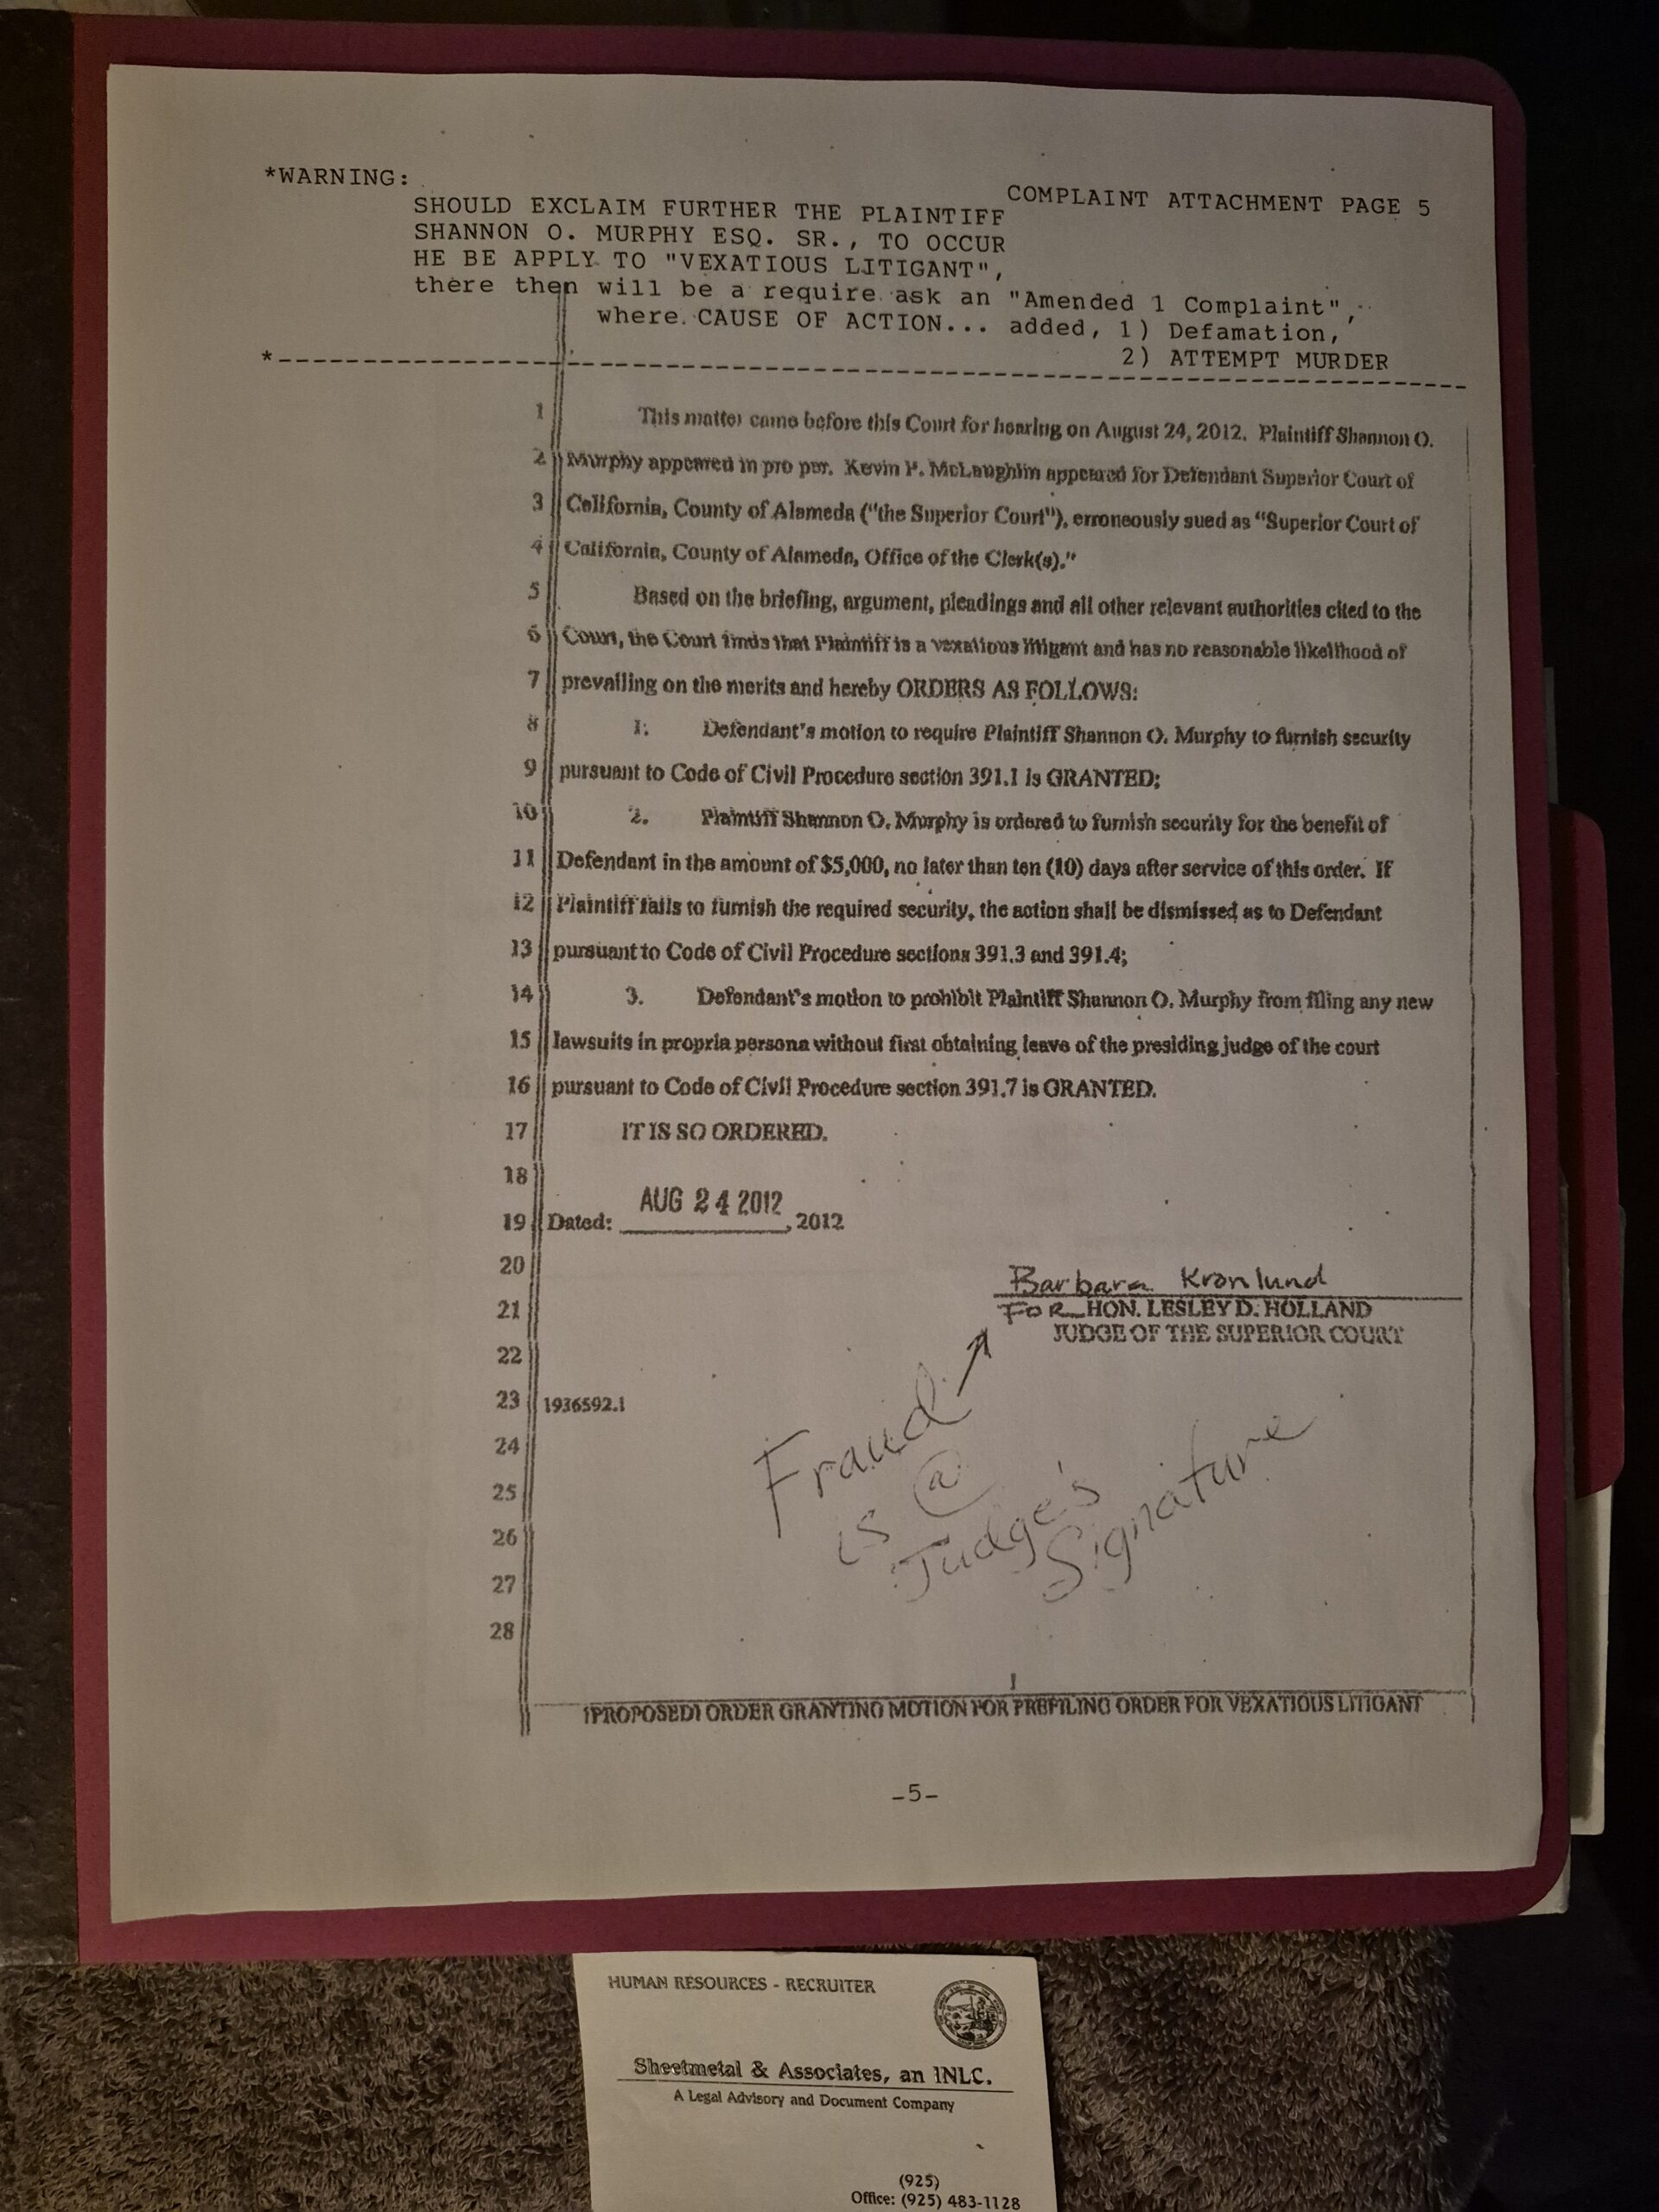 *WARNING:
COMPLAINT ATTACHMENT PAGE 5
SHOULD EXCLAIM FURTHER THE PLAINTIFF
SHANNON O. MURPHY ESQ. SR., TO OCCUR
HE BE APPLY TO "VEXATIOUS LITIGANT",
there then will be a require ask an "Amended 1 Complaint",
where CAUSE OF ACTION... added, 1) Defamation,
2) ATTEMPT MURDER
1 This matter came before this Court for hearing on August 24, 2012. Plaintiff Shannon O.
2 Murphy appeared in pro per. Kevin P. McLaughlin appeared for Defendant Superior Court of
3 California, County of Alameda ("the Superior Court"), erroneously sued as "Superior Court of
4 California, County of Alameda, Office of the Clerk(s)."
5 Based on the briefing, argument, pleadings and all other relevant authorities cited to the
6 Court, the Court finds that Plaintiff is a vexatious litigant and has no reasonable likelihood of
7 prevailing on the merits and hereby ORDERS AS FOLLOWS:
8 1. Defendant's motion to require Plaintiff Shannon O. Murphy to furnish security
9 pursuant to Code of Civil Procedure section 391.1 is GRANTED;
10 2. Plaintiff Shannon O. Murphy is ordered to furnish security for the benefit of
11 Defendant in the amount of $5,000, no later than ten (10) days after service of this order. If
12 Plaintiff fails to furnish the required security, the action shall be dismissed as to Defendant
13 pursuant to Code of Civil Procedure sections 391.3 and 391.4;
14 3. Defendant's motion to prohibit Plaintiff Shannon O. Murphy from filing any new
15 lawsuits in propria persona without first obtaining leave of the presiding judge of the court
16 pursuant to Code of Civil Procedure section 391.7 is GRANTED.
17 IT IS SO ORDERED.
18
AUG 24 2012
19 Dated: , 2012
20
Barbara Kronlund
21 FOR HON. LESLEY D. HOLLAND
JUDGE OF THE SUPERIOR COURT
22
23 1936592.1
24
25
26
27
28
Fraud
is @
Judge's
Signature
1
[PROPOSED] ORDER GRANTING MOTION FOR PREFILING ORDER FOR VEXATIOUS LITIGANT
-5-
HUMAN RESOURCES - RECRUITER
Sheetmetal & Associates, an INLC.
A Legal Advisory and Document Company
(925)
Office: (925) 483-1128